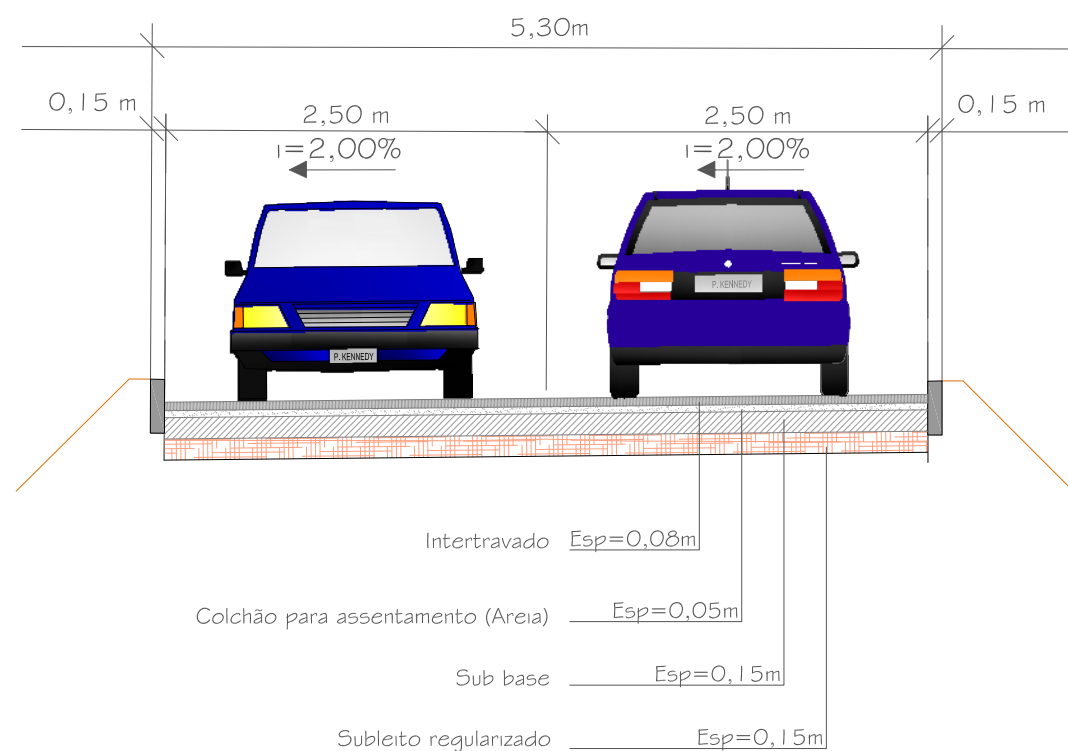 5,30m
0,15 m
2,50 m
2,50 m
0,15 m
i=2,00%
i=2,00%
P. KENNEDY
P. KENNEDY
Intertravado Esp=0,08m
Colchão para assentamento (Areia) Esp=0,05m
Sub base Esp=0,15m
Subleito regularizado Esp=0,15m